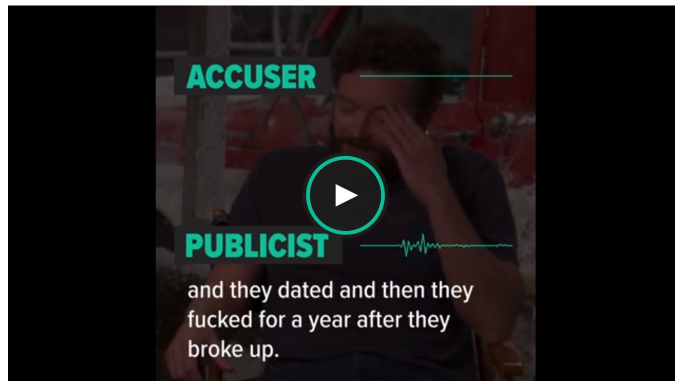 ACCUSER
PUBLICIST
and they dated and then they
fucked for a year after they
broke up.